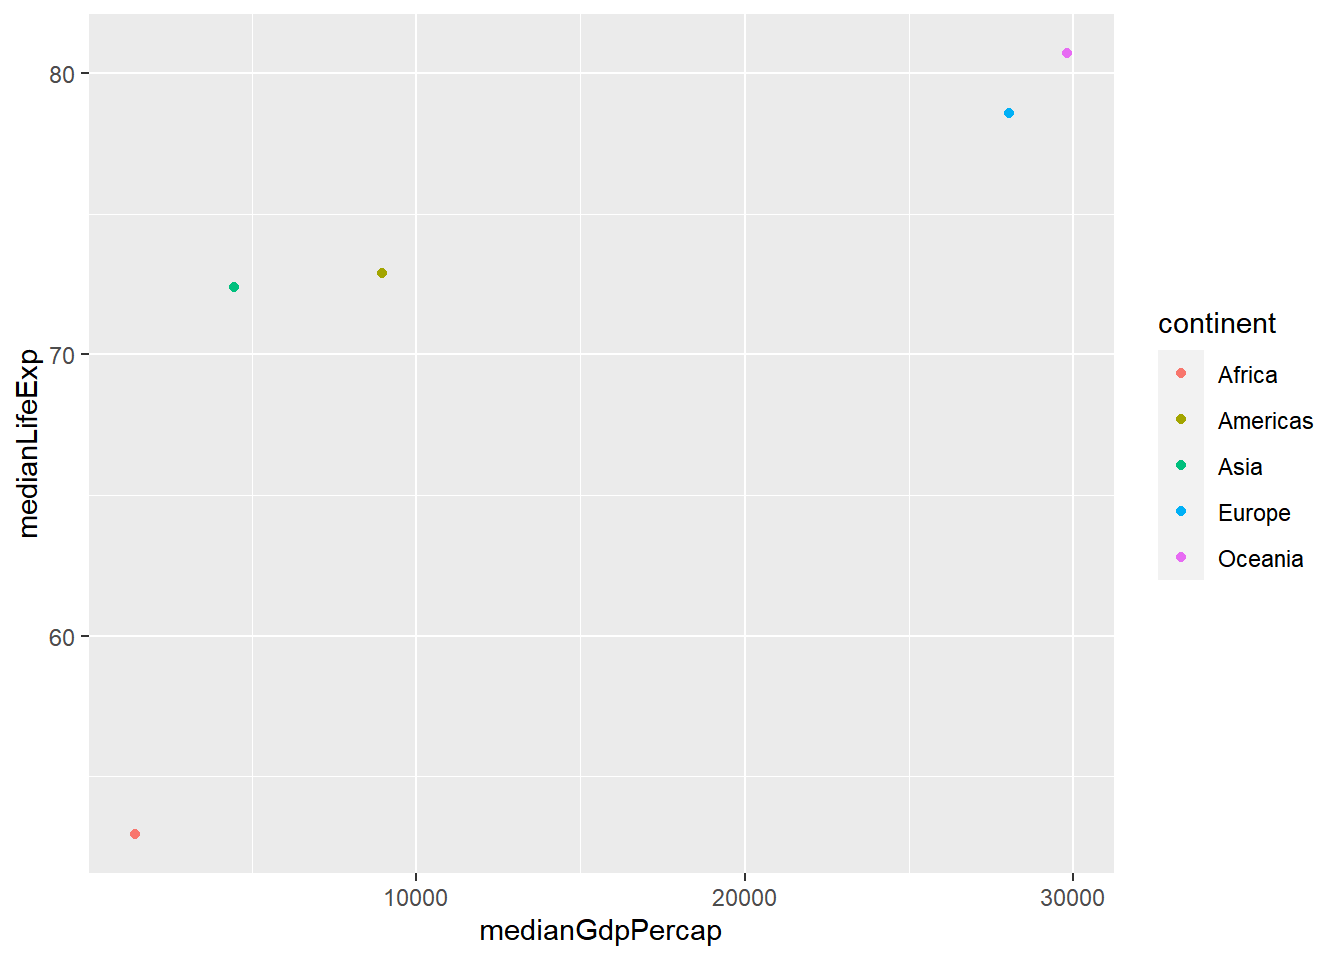 80
70
60
medianLifeExp
10000 20000 30000
medianGdpPercap
continent
Africa
Americas
Asia
Europe
Oceania